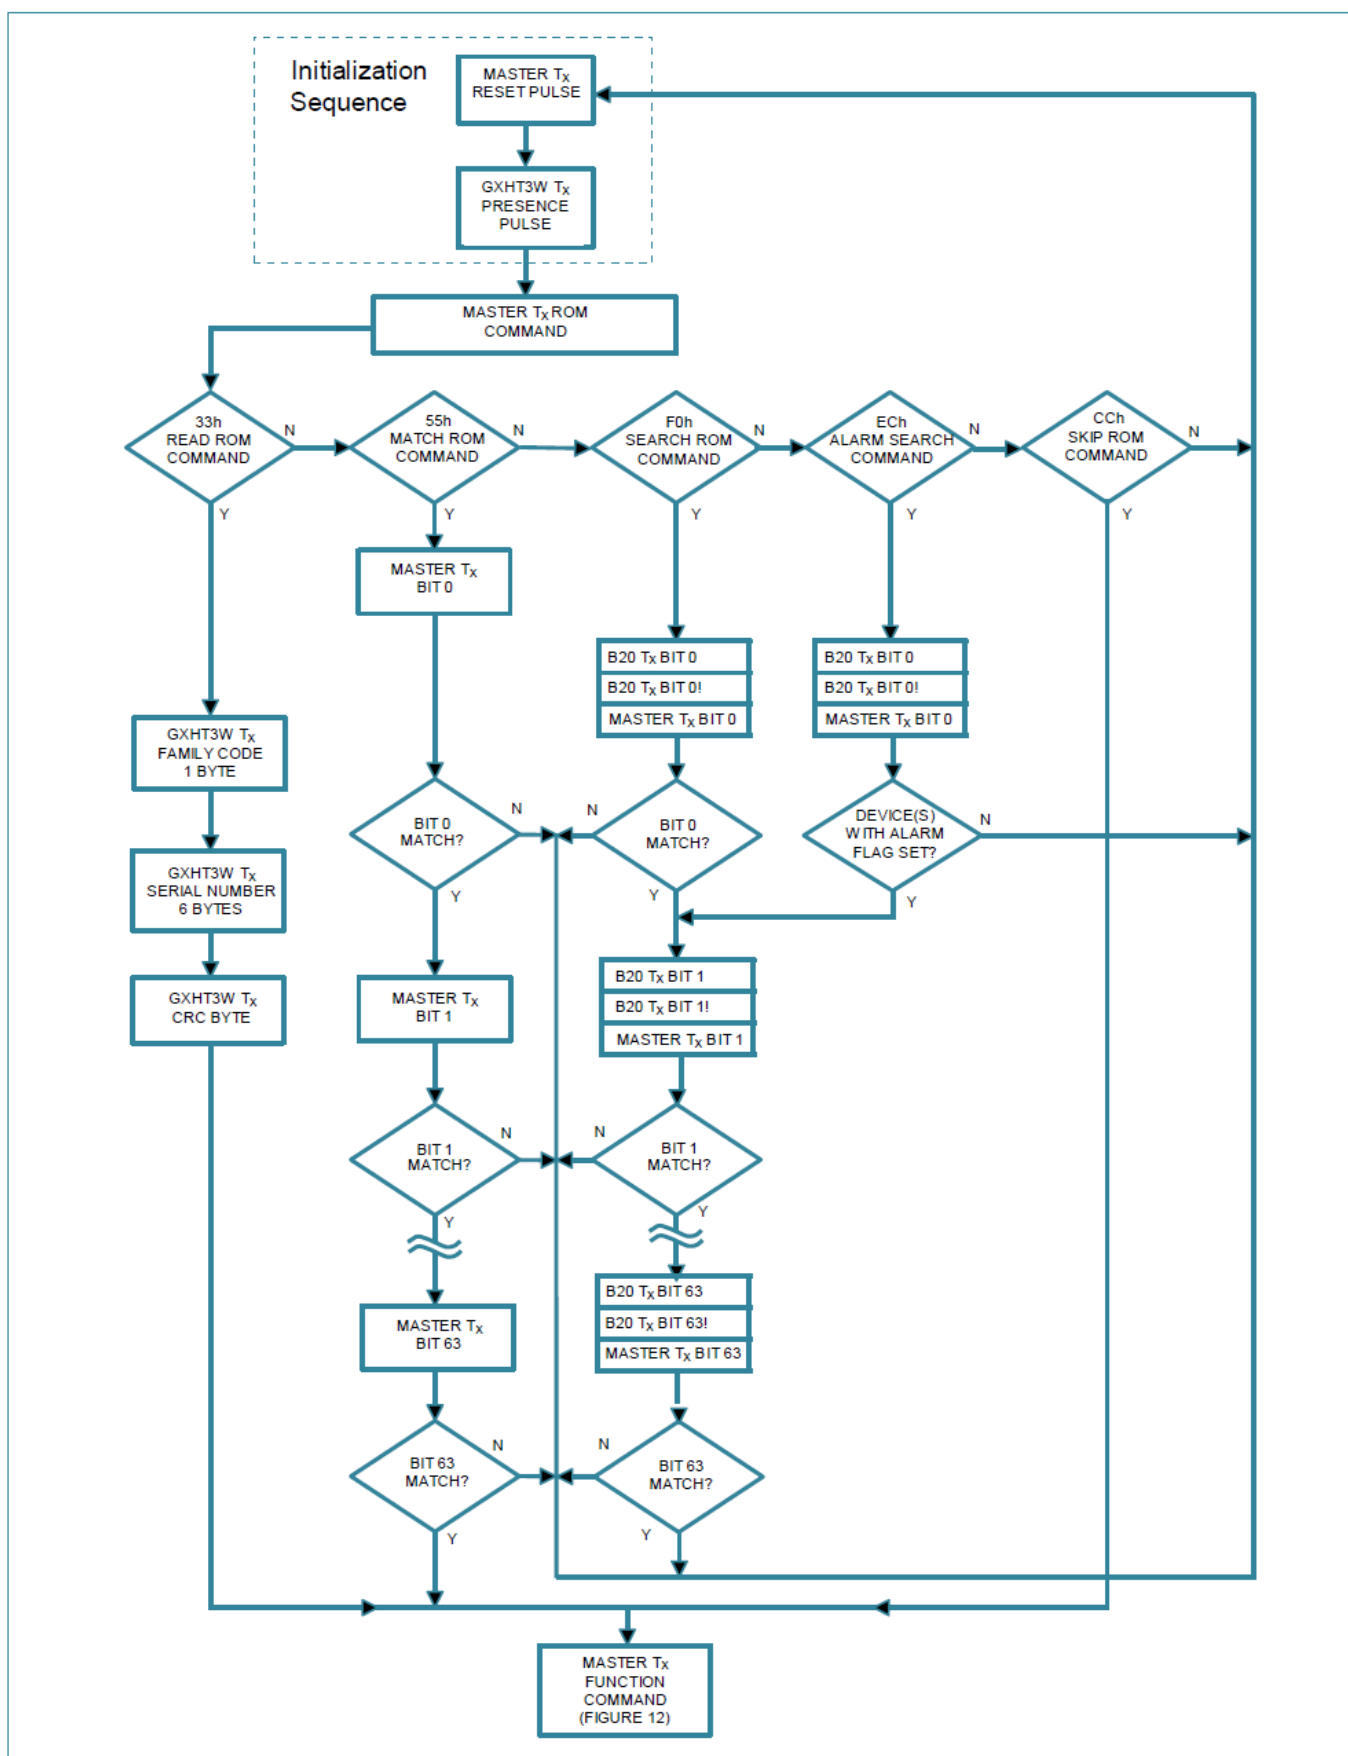 Initialization
Sequence
MASTER TX
RESET PULSE
GXHT3W TX
PRESENCE
PULSE
MASTER TX ROM
COMMAND
33h
READ ROM
COMMAND
N
Y
55h
MATCH ROM
COMMAND
N
Y
F0h
SEARCH ROM
COMMAND
N
Y
ECh
ALARM SEARCH
COMMAND
N
Y
CCh
SKIP ROM
COMMAND
N
Y
GXHT3W TX
FAMILY CODE
1 BYTE
GXHT3W TX
SERIAL NUMBER
6 BYTES
GXHT3W TX
CRC BYTE
MASTER TX
BIT 0
BIT 0
MATCH?
N
Y
MASTER TX
BIT 1
BIT 1
MATCH?
N
Y
MASTER TX
BIT 63
BIT 63
MATCH?
N
Y
B20 TX BIT 0
B20 TX BIT 0!
MASTER TX BIT 0
BIT 0
MATCH?
N
Y
B20 TX BIT 1
B20 TX BIT 1!
MASTER TX BIT 1
BIT 1
MATCH?
N
Y
B20 TX BIT 63
B20 TX BIT 63!
MASTER TX BIT 63
BIT 63
MATCH?
N
Y
B20 TX BIT 0
B20 TX BIT 0!
MASTER TX BIT 0
DEVICE(S)
WITH ALARM
FLAG SET?
N
Y
MASTER TX
FUNCTION
COMMAND
(FIGURE 12)